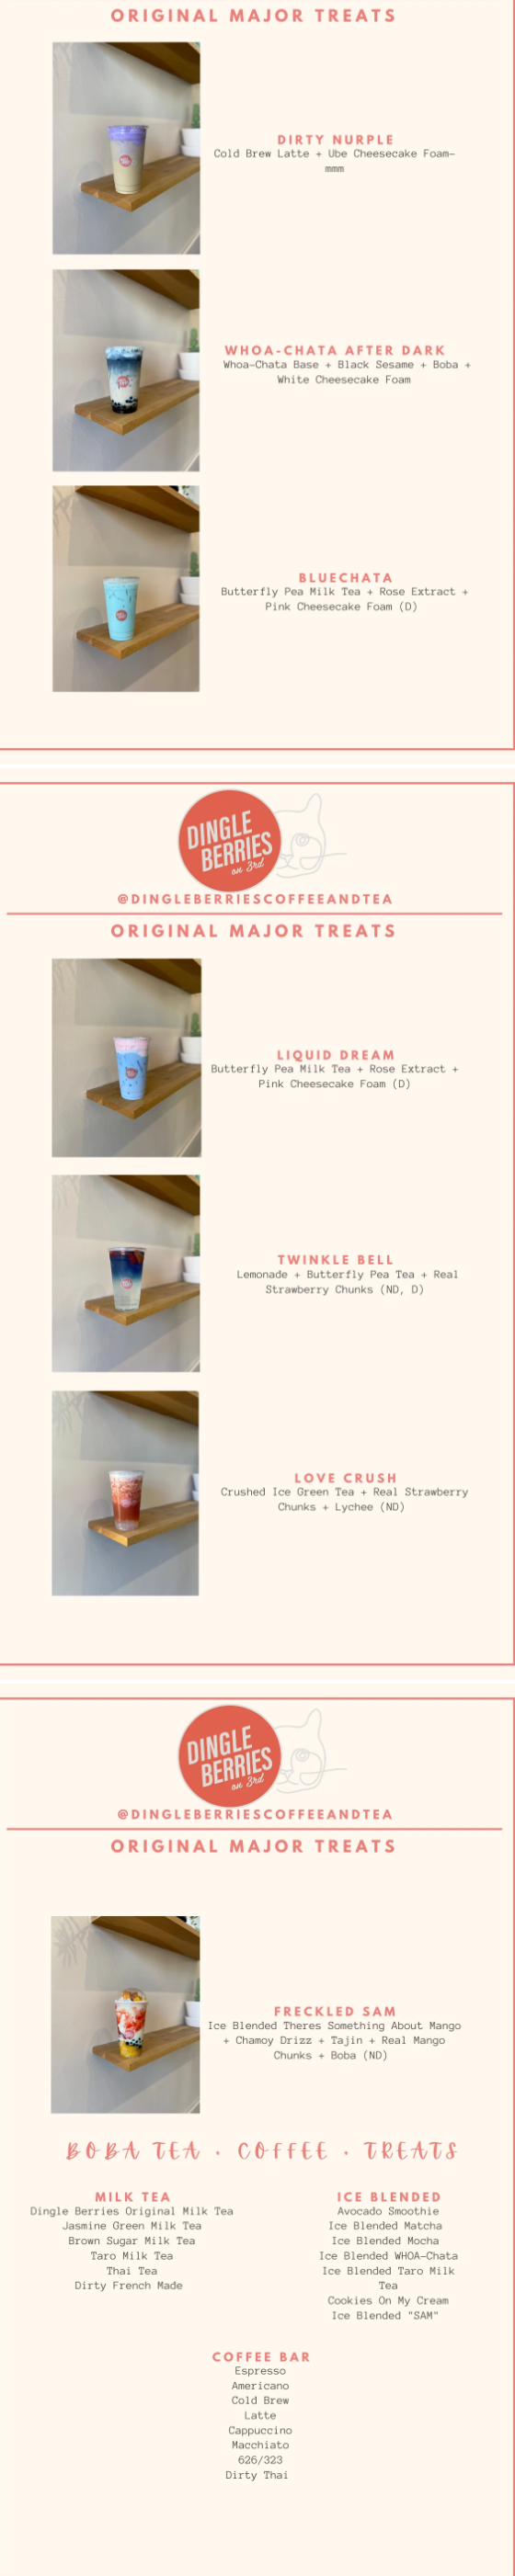 ORIGINAL MAJOR TREATS
DIRTY NURPLE
Cold Brew Latte + Ube Cheesecake Foam-
mmm
WHOA-CHATA AFTER DARK
Whoa-Chata Base + Black Sesame + Boba +
White Cheesecake Foam
BLUECHATA
Butterfly Pea Milk Tea + Rose Extract +
Pink Cheesecake Foam (D)
DINGLE
BERRIES
on 3rd
@DINGLEBERRIESCOFFEEANDTEA
ORIGINAL MAJOR TREATS
LIQUID DREAM
Butterfly Pea Milk Tea + Rose Extract +
Pink Cheesecake Foam (D)
TWINKLE BELL
Lemonade + Butterfly Pea Tea + Real
Strawberry Chunks (ND, D)
LOVE CRUSH
Crushed Ice Green Tea + Real Strawberry
Chunks + Lychee (ND)
DINGLE
BERRIES
on 3rd
@DINGLEBERRIESCOFFEEANDTEA
ORIGINAL MAJOR TREATS
FRECKLED SAM
Ice Blended Theres Something About Mango
+ Chamoy Drizz + Tajin + Real Mango
Chunks + Boba (ND)
BOBA TEA · COFFEE · TREATS
MILK TEA
Dingle Berries Original Milk Tea
Jasmine Green Milk Tea
Brown Sugar Milk Tea
Taro Milk Tea
Thai Tea
Dirty French Made
ICE BLENDED
Avocado Smoothie
Ice Blended Matcha
Ice Blended Mocha
Ice Blended WHOA-Chata
Ice Blended Taro Milk
Tea
Cookies On My Cream
Ice Blended "SAM"
COFFEE BAR
Espresso
Americano
Cold Brew
Latte
Cappuccino
Macchiato
626/323
Dirty Thai